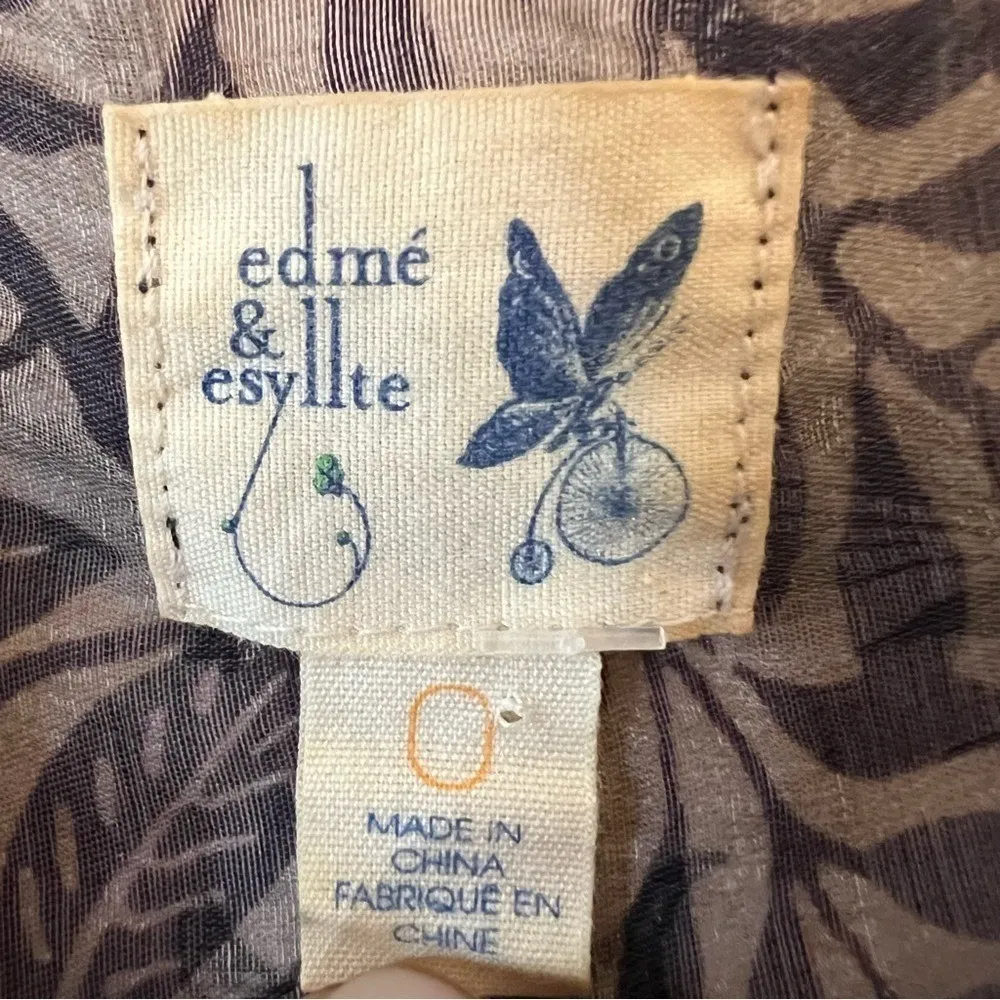 edmé
&
esyllte
0
MADE IN
CHINA
FABRIQUÉ EN
CHINE